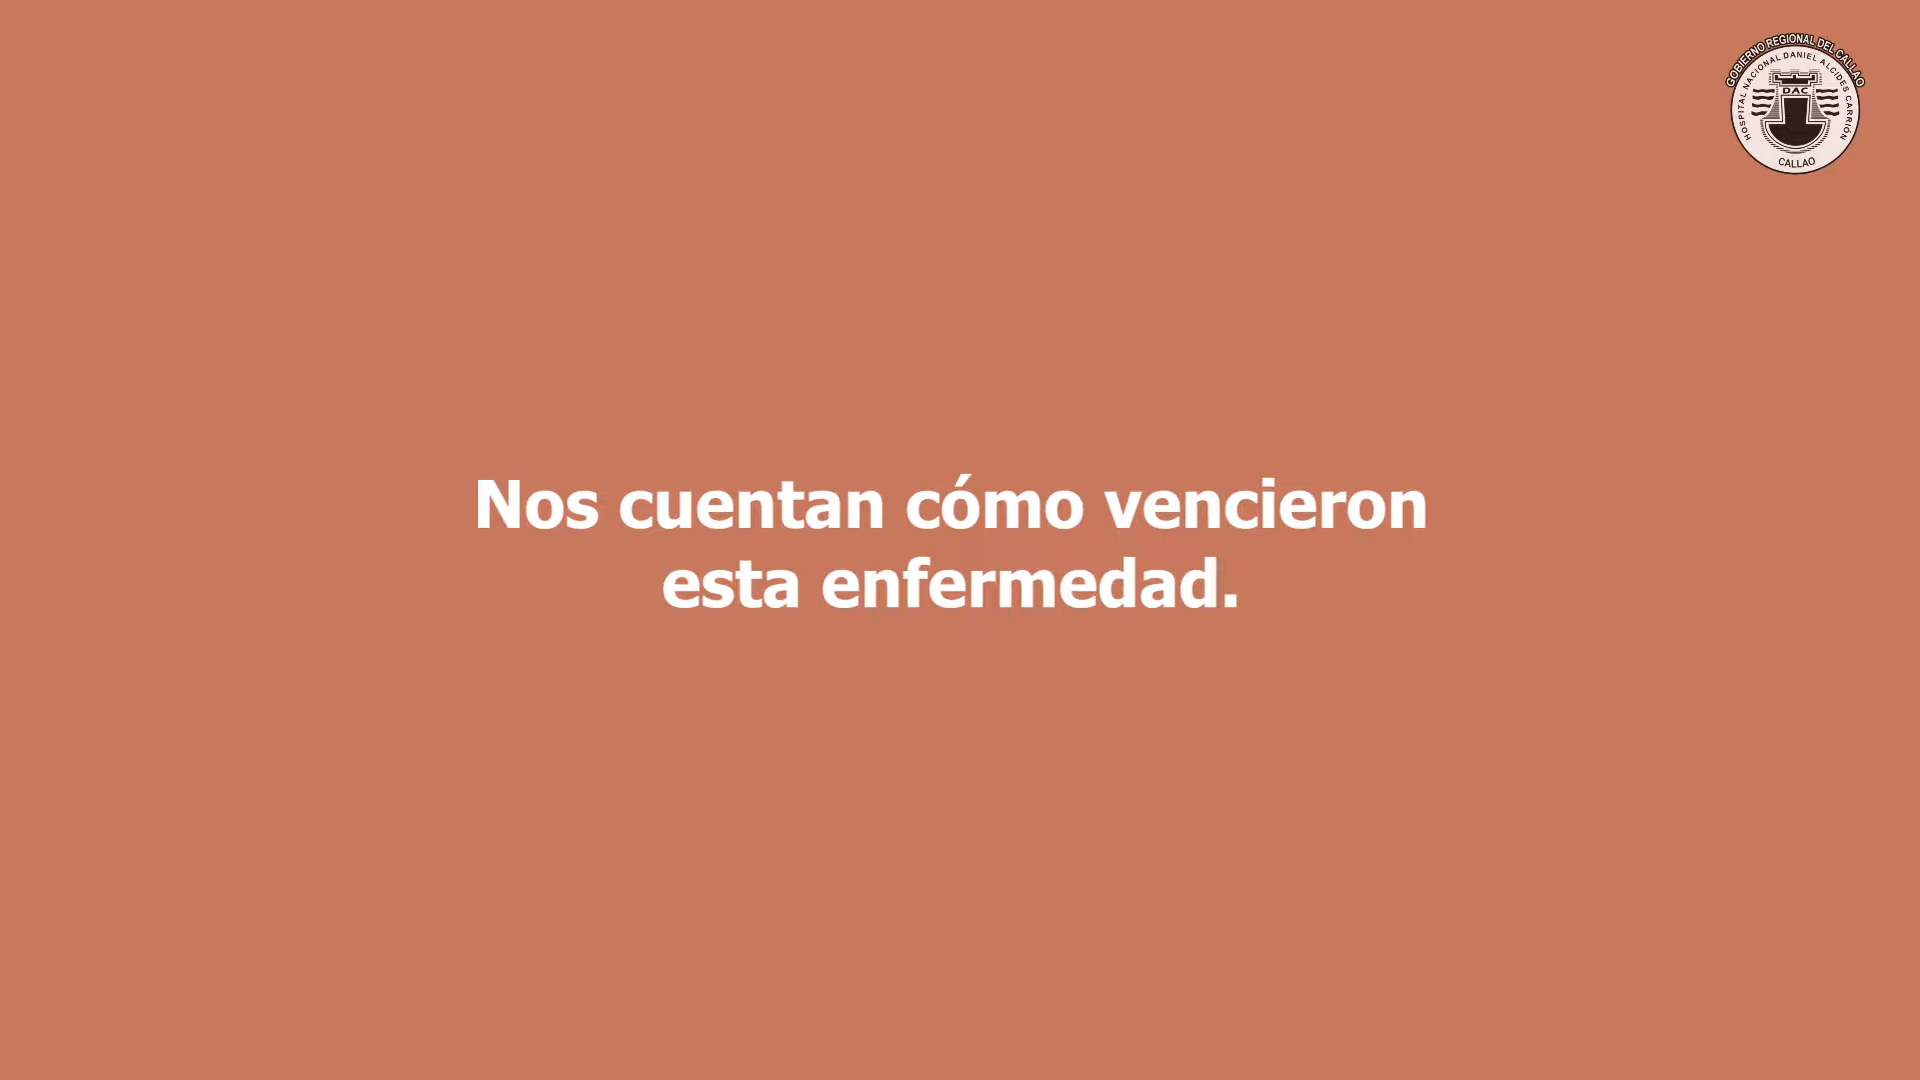 GOBIERNO REGIONAL DEL CALLAO
HOSPITAL NACIONAL DANIEL ALCIDES CARRIÓN
DAC
CALLAO
Nos cuentan cómo vencieron
esta enfermedad.